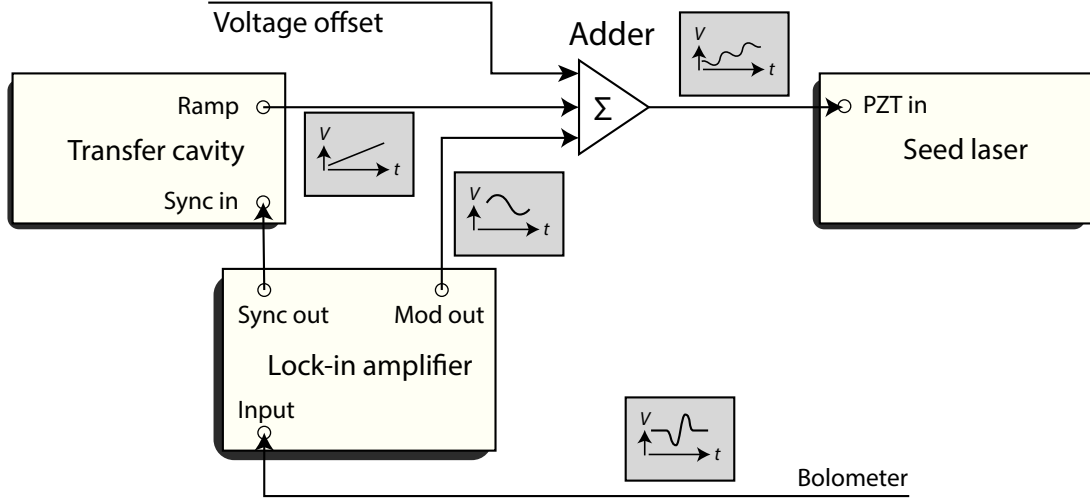 Voltage offset
Adder
V
t
Ramp
Σ
PZT in
Transfer cavity
V
t
Seed laser
Sync in
V
t
Sync out
Mod out
Lock-in amplifier
Input
V
t
Bolometer